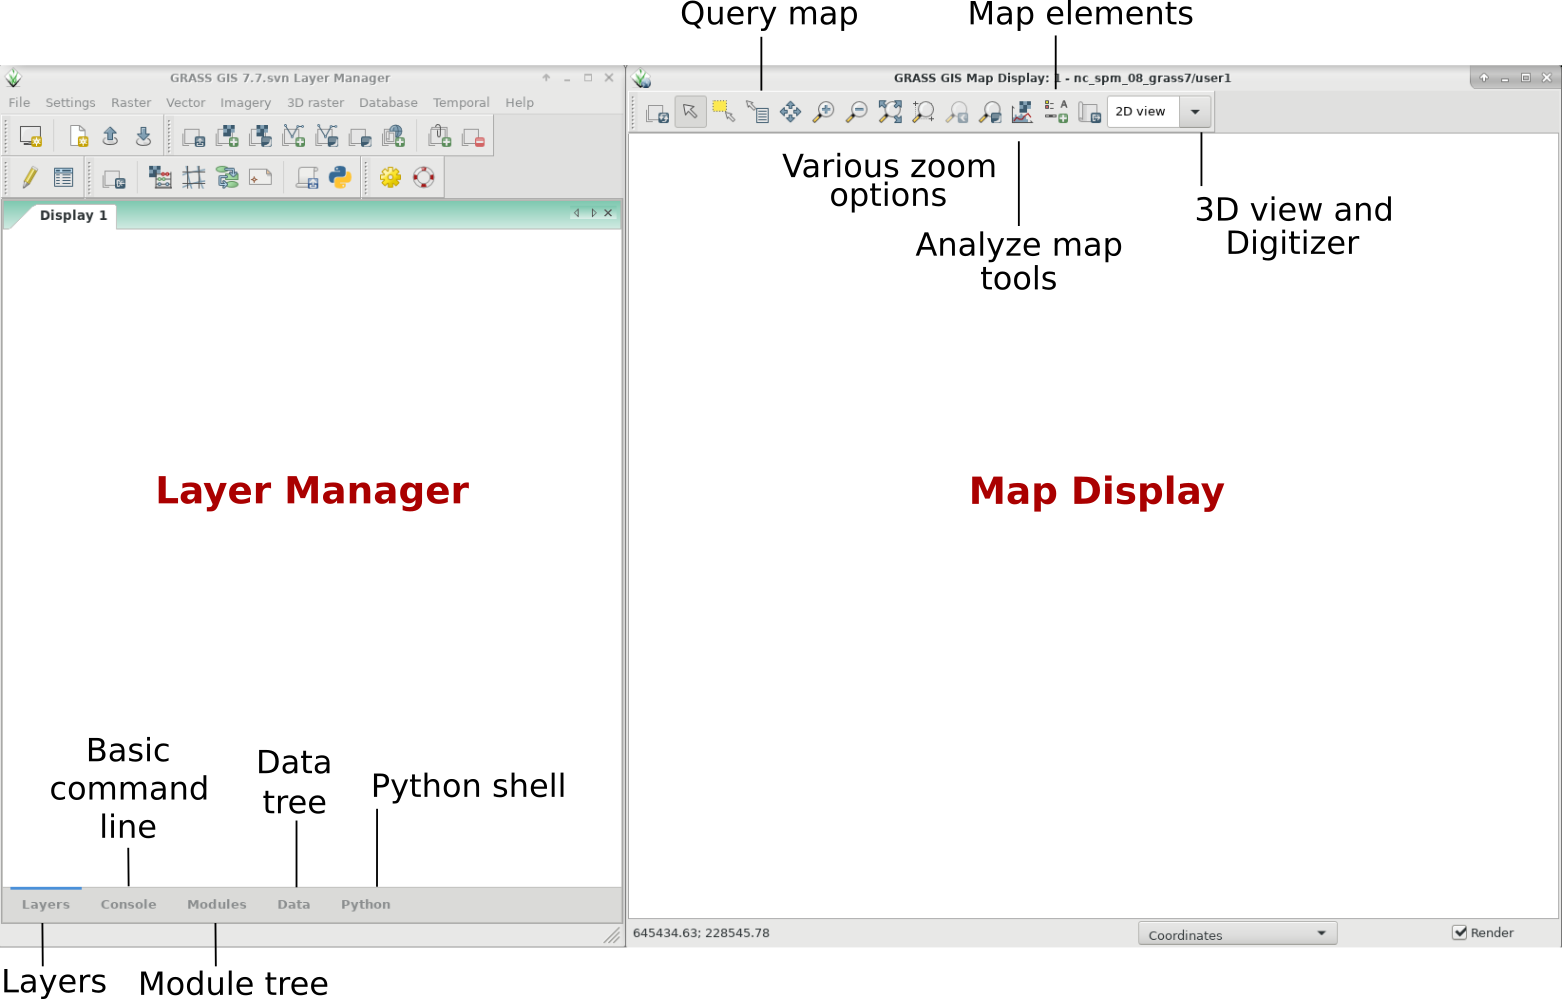 Query map
Map elements
GRASS GIS 7.7.svn Layer Manager
GRASS GIS Map Display: 1 - nc_spm_08_grass7/user1
File Settings Raster Vector Imagery 3D raster Database Temporal Help
2D view
Display 1
Various zoom
options
3D view and
Digitizer
Analyze map
tools
Layer Manager
Map Display
Basic
command
line
Data
tree
Python shell
Layers Console Modules Data Python
645434.63; 228545.78
Coordinates
Render
Layers
Module tree